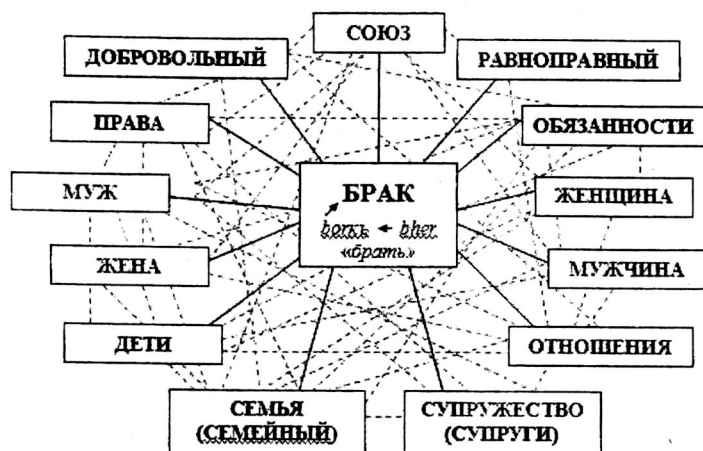 СОЮЗ
ДОБРОВОЛЬНЫЙ
РАВНОПРАВНЫЙ
ПРАВА
ОБЯЗАННОСТИ
МУЖ
БРАК
ЖЕНЩИНА
borkъ bher
«брать»
ЖЕНА
МУЖЧИНА
ДЕТИ
ОТНОШЕНИЯ
СЕМЬЯ
(СЕМЕЙНЫЙ)
СУПРУЖЕСТВО
(СУПРУГИ)